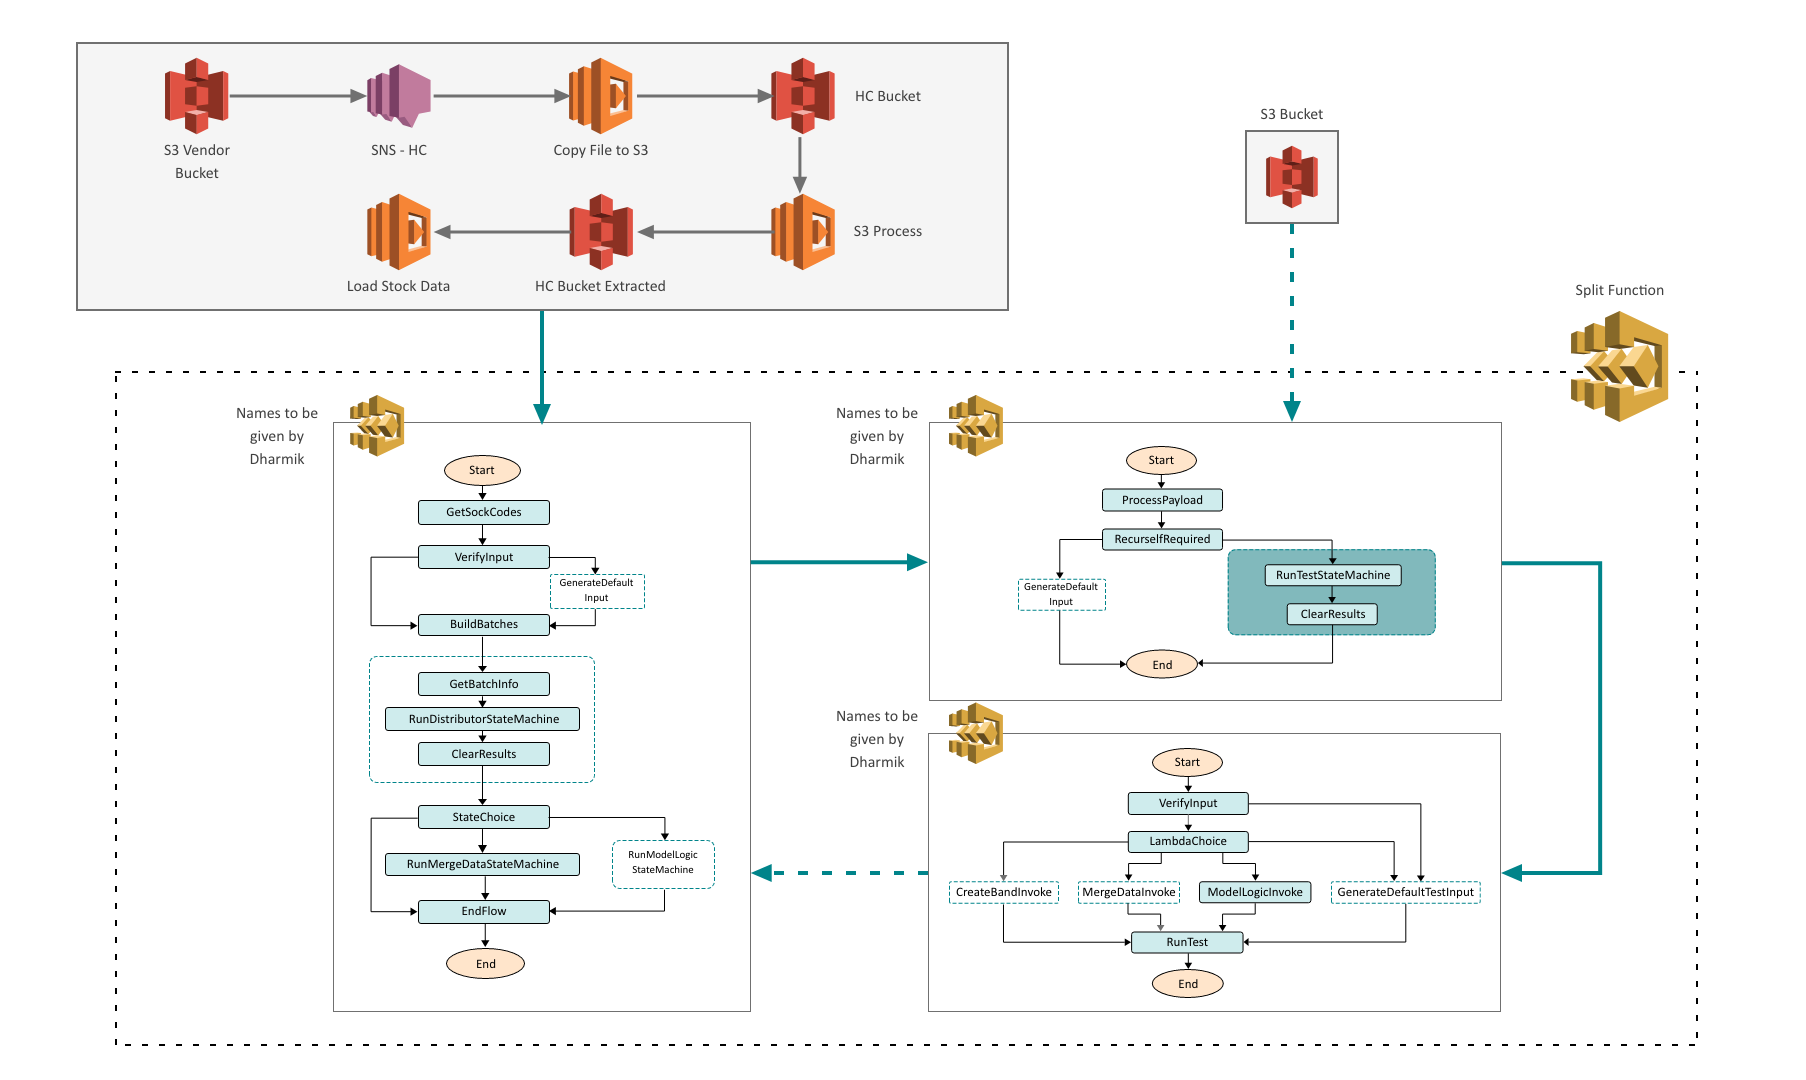 S3 Vendor
Bucket
SNS - HC
Copy File to S3
HC Bucket
S3 Process
HC Bucket Extracted
Load Stock Data
S3 Bucket
Split Function
Names to be
given by
Dharmik
Start
GetSockCodes
VerifyInput
GenerateDefault
Input
BuildBatches
GetBatchInfo
RunDistributorStateMachine
ClearResults
StateChoice
RunModelLogic
StateMachine
RunMergeDataStateMachine
EndFlow
End
Names to be
given by
Dharmik
Start
ProcessPayload
RecurselfRequired
GenerateDefault
Input
RunTestStateMachine
ClearResults
End
Names to be
given by
Dharmik
Start
VerifyInput
LambdaChoice
CreateBandInvoke
MergeDataInvoke
ModelLogicInvoke
GenerateDefaultTestInput
RunTest
End